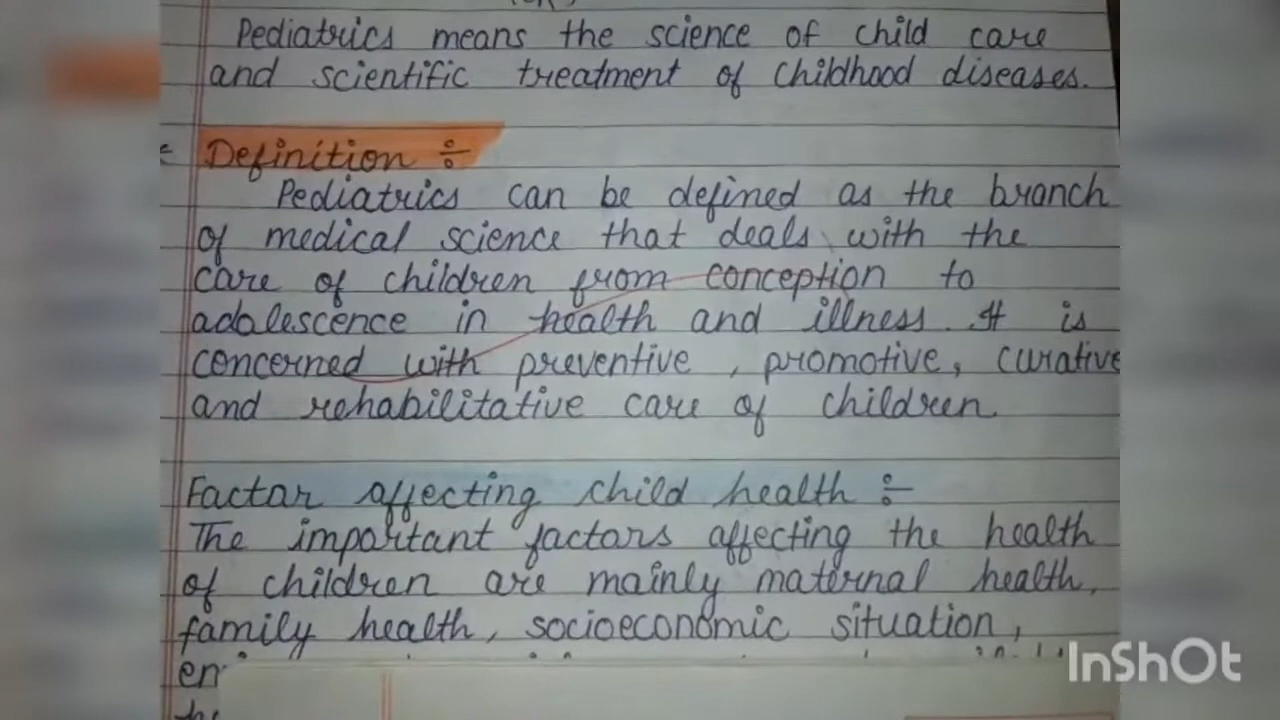 Pediatrics means the science of child care
and scientific treatment of childhood diseases.
Definition ÷
Pediatrics can be defined as the branch
of medical science that deals with the
care of children from conception to
adolescence in health and illness. It is
concerned with preventive, promotive, curative
and rehabilitative care of children.
Factor affecting child health ÷
The important factors affecting the health
of children are mainly maternal health,
family health, socioeconomic situation,
en
InShOt